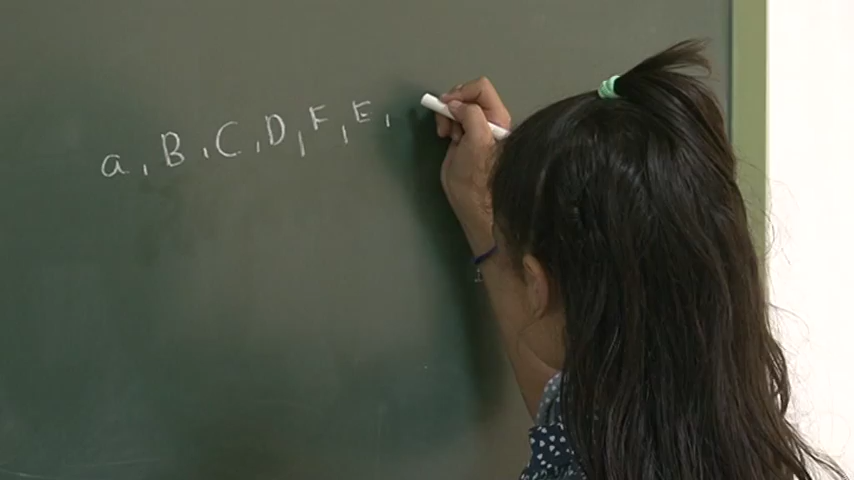 a, B, C, D, F, E,